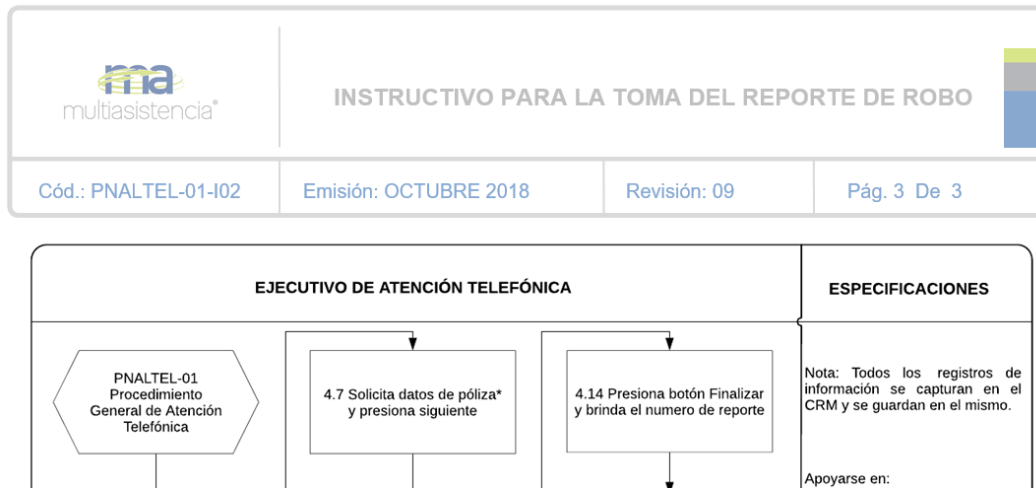 ma
multiasistencia®
INSTRUCTIVO PARA LA TOMA DEL REPORTE DE ROBO
Cód.: PNALTEL-01-I02
Emisión: OCTUBRE 2018
Revisión: 09
Pág. 3 De 3
EJECUTIVO DE ATENCIÓN TELEFÓNICA
ESPECIFICACIONES
PNALTEL-01
Procedimiento
General de Atención
Telefónica
4.7 Solicita datos de póliza*
y presiona siguiente
4.14 Presiona botón Finalizar
y brinda el numero de reporte
Nota: Todos los registros de
información se capturan en el
CRM y se guardan en el mismo.
Apoyarse en: